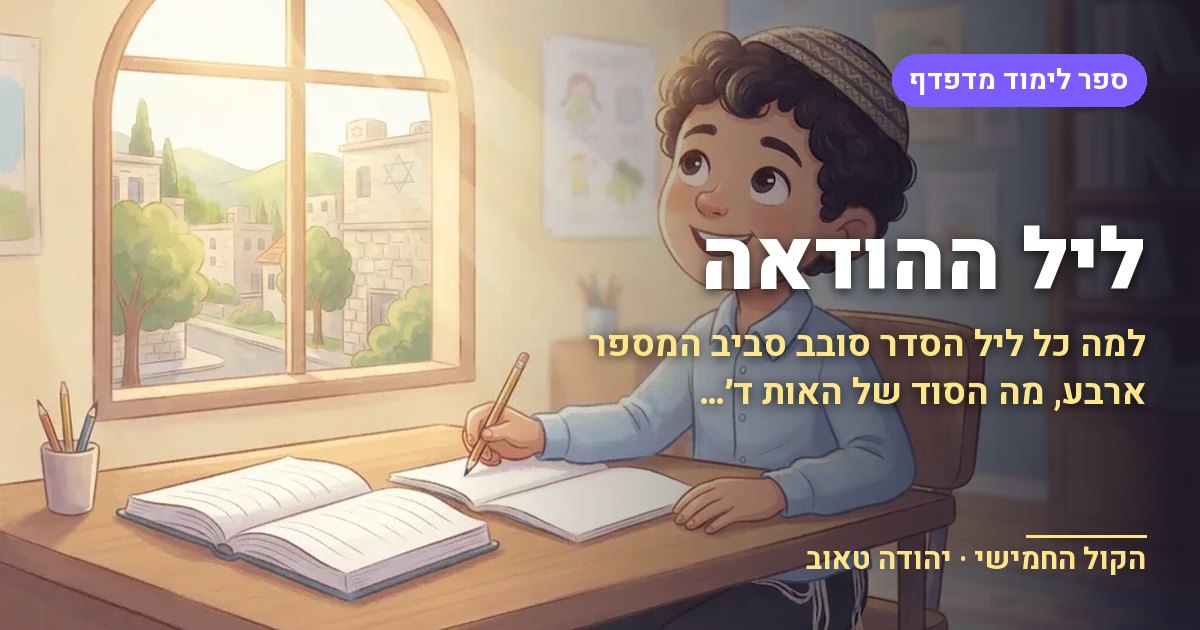 ספר לימוד מדפדף
ליל ההודאה
למה כל ליל הסדר סובב סביב המספר
ארבע, מה הסוד של האות ד׳...
הקול החמישי · יהודה טאוב